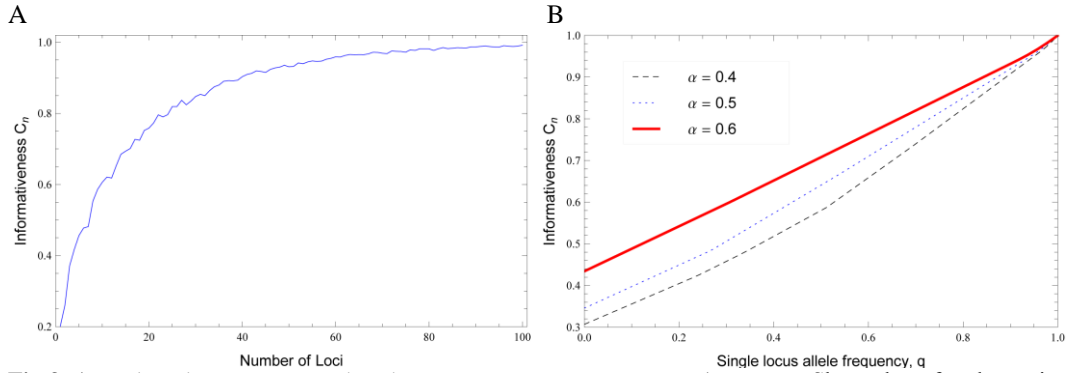 A
B
1.0
0.8
0.6
0.4
0.2
0
20
40
60
80
100
Informativeness Cn
Number of Loci
1.0
0.9
0.8
0.7
0.6
0.5
0.4
0.3
0.0
0.2
0.4
0.6
0.8
1.0
α = 0.4
α = 0.5
α = 0.6
Informativeness Cn
Single locus allele frequency, q